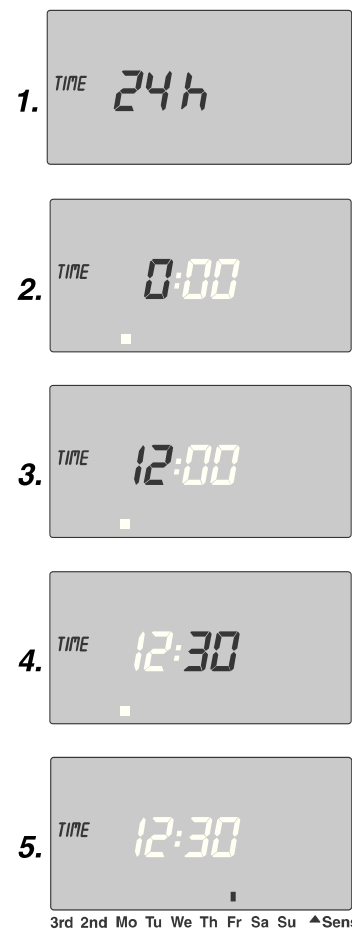 1. TIME 24h
2. TIME 0:00
3. TIME 12:00
4. TIME 12:30
5. TIME 12:30
3rd 2nd Mo Tu We Th Fr Sa Su ▲Sens